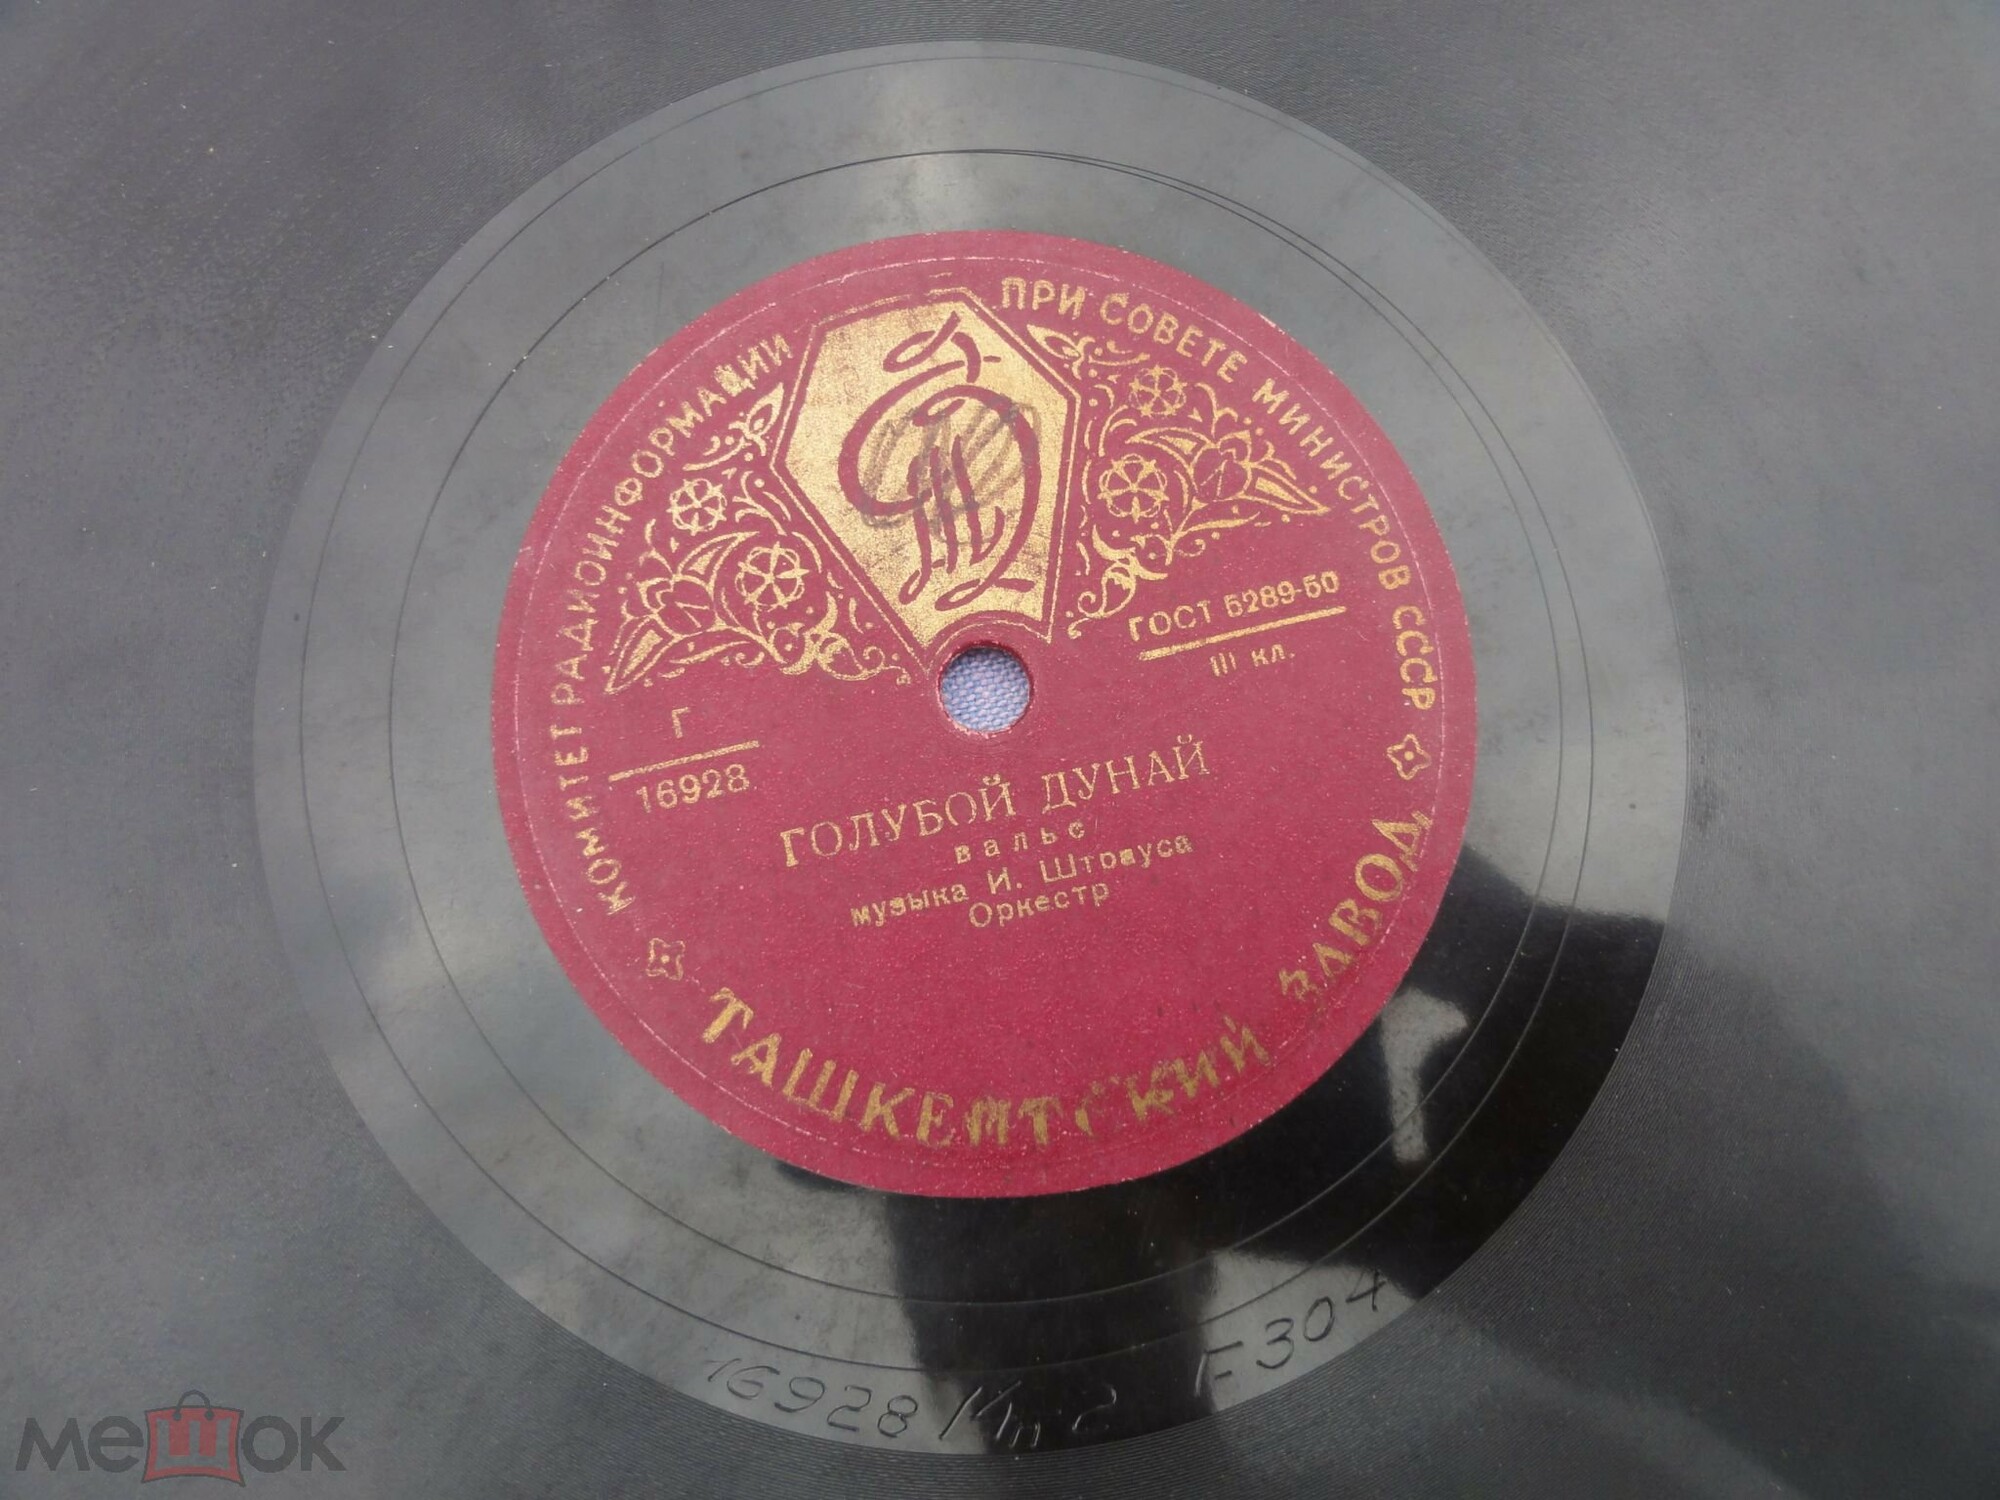 КОМИТЕТ РАДИОИНФОРМАЦИИ ПРИ СОВЕТЕ МИНИСТРОВ СССР
ГОСТ 5289-50
III кл.
Г
16928
ГОЛУБОЙ ДУНАЙ
вальс
музыка И. Штрауса
Оркестр
ТАШКЕНТСКИЙ ЗАВОД
16928 F304
мешок